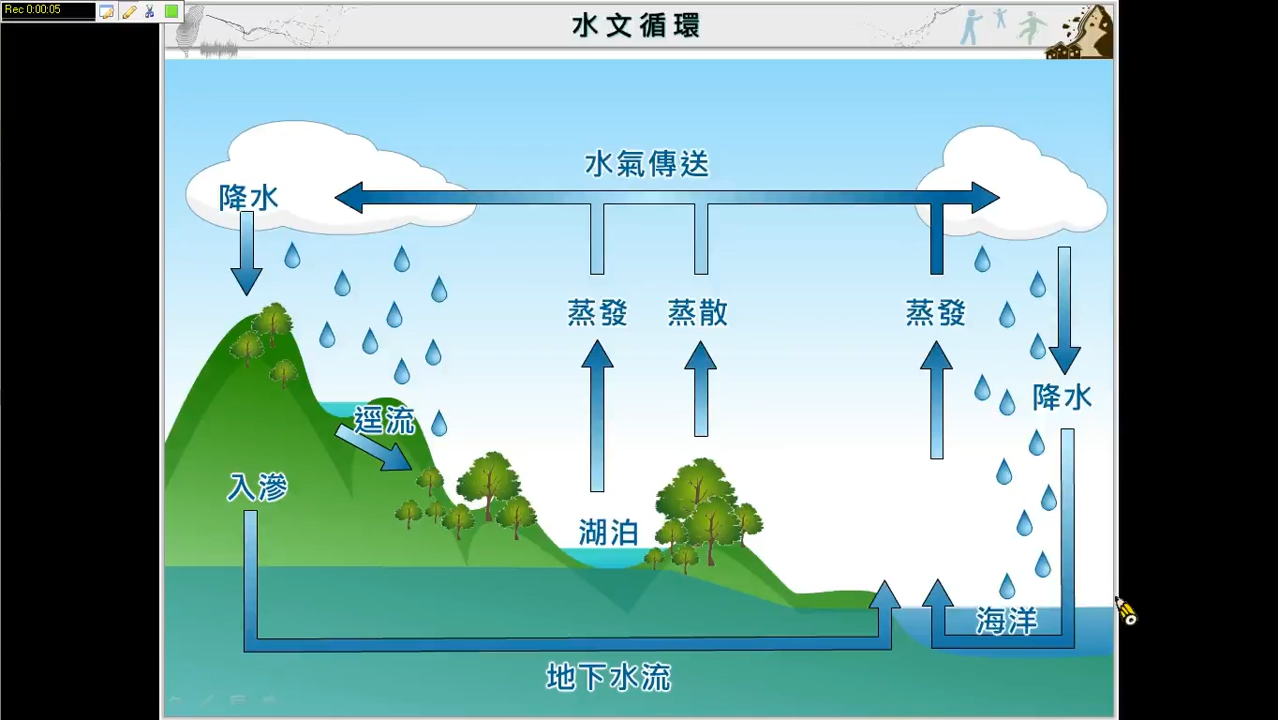 Rec 0:00:05
水文循環
水氣傳送
降水
蒸發
蒸散
蒸發
降水
逕流
入滲
湖泊
海洋
地下水流